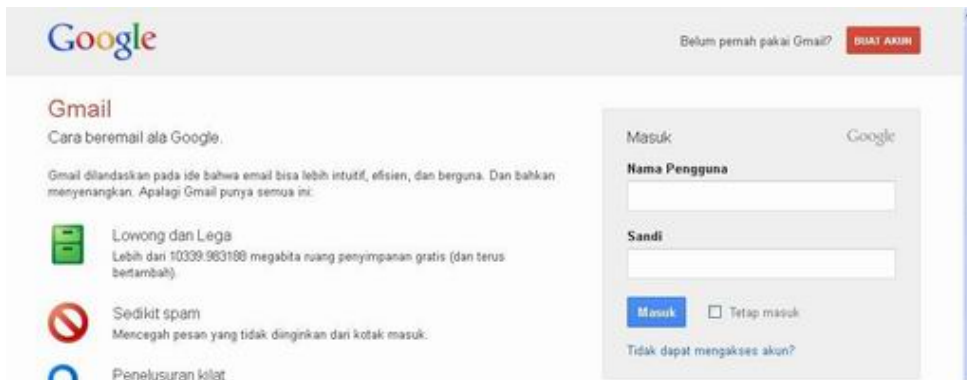 Google
Belum pernah pakai Gmail?
BUAT AKUN
Gmail
Cara beremail ala Google.
Gmail dilandaskan pada ide bahwa email bisa lebih intuitif, efisien, dan berguna. Dan bahkan
menyenangkan. Apalagi Gmail punya semua ini:
Lowong dan Lega
Lebih dari 10339.983188 megabita ruang penyimpanan gratis (dan terus
bertambah).
Sedikit spam
Mencegah pesan yang tidak diinginkan dari kotak masuk.
Penelusuran kilat
Masuk
Google
Nama Pengguna
Sandi
Masuk
Tetap masuk
Tidak dapat mengakses akun?